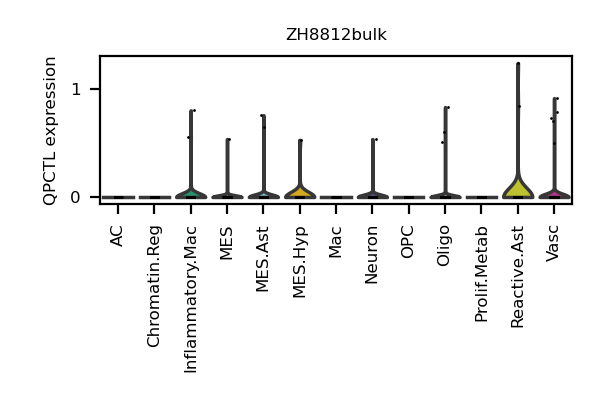 ZH8812bulk
QPCTL expression
1
0
AC
Chromatin.Reg
Inflammatory.Mac
MES
MES.Ast
MES.Hyp
Mac
Neuron
OPC
Oligo
Prolif.Metab
Reactive.Ast
Vasc